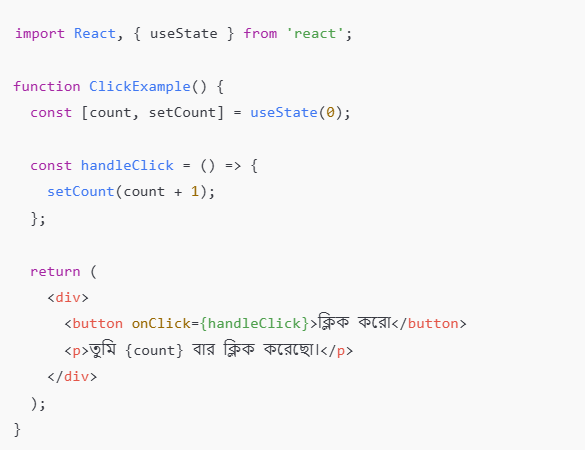 import React, { useState } from 'react';
function ClickExample() {
const [count, setCount] = useState(0);
const handleClick = () => {
setCount(count + 1);
};
return (
<div>
<button onClick={handleClick}>ক্লিক করো</button>
<p>তুমি {count} বার ক্লিক করেছো।</p>
</div>
);
}